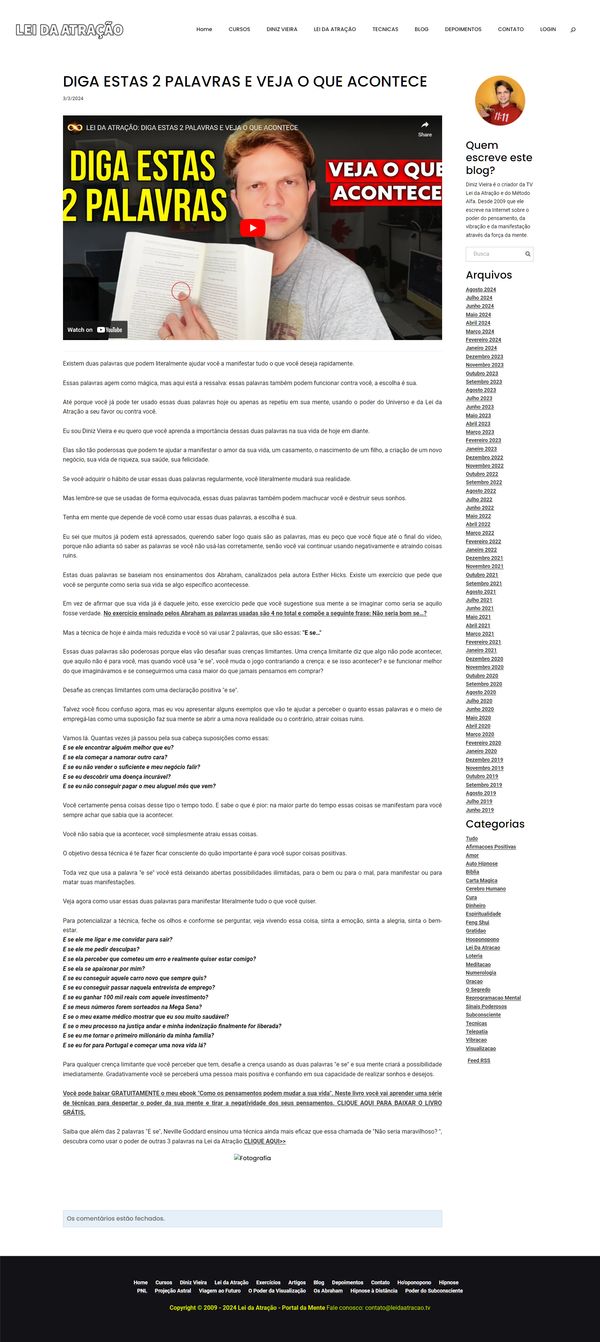 LEI DA ATRAÇÃO
Home CURSOS DINIZ VIEIRA LEI DA ATRAÇÃO TECNICAS BLOG DEPOIMENTOS CONTATO LOGIN
DIGA ESTAS 2 PALAVRAS E VEJA O QUE ACONTECE
3/3/2024
LEI DA ATRAÇÃO: DIGA ESTAS 2 PALAVRAS E VEJA O QUE ACONTECE
Share
DIGA ESTAS
2 PALAVRAS
VEJA O QUE
ACONTECE
Watch on YouTube
Existem duas palavras que podem literalmente ajudar você a manifestar tudo o que você deseja rapidamente.
Essas palavras agem como mágica, mas aqui está a ressalva: essas palavras também podem funcionar contra você, a escolha é sua.
Até porque você já pode ter usado essas duas palavras hoje ou apenas as repetiu em sua mente, usando o poder do Universo e da Lei da
Atração a seu favor ou contra você.
Eu sou Diniz Vieira e eu quero que você aprenda a importância dessas duas palavras na sua vida de hoje em diante.
Elas são tão poderosas que podem te ajudar a manifestar o amor da sua vida, um casamento, o nascimento de um filho, a criação de um novo
negócio, sua vida de riqueza, sua saúde, sua felicidade.
Se você adquirir o hábito de usar essas duas palavras regularmente, você literalmente mudará sua realidade.
Mas lembre-se que se usadas de forma equivocada, essas duas palavras também podem machucar você e destruir seus sonhos.
Tenha em mente que depende de você como usar essas duas palavras, a escolha é sua.
Eu sei que muitos já podem está apressados, querendo saber logo quais são as palavras, mas eu peço que você fique até o final do vídeo,
porque não adianta só saber as palavras se você não usá-las corretamente, senão você vai continuar usando negativamente e atraindo coisas
ruins.
Estas duas palavras se baseiam nos ensinamentos dos Abraham, canalizados pela autora Esther Hicks. Existe um exercício que pede que
você se pergunte como seria sua vida se algo específico acontecesse.
Em vez de afirmar que sua vida já é daquele jeito, esse exercício pede que você sugestione sua mente a se imaginar como seria se aquilo
fosse verdade. No exercício ensinado pelos Abraham as palavras usadas são 4 no total e compõe a seguinte frase: Não seria bom se...?
Mas a técnica de hoje é ainda mais reduzida e você só vai usar 2 palavras, que são essas: "E se..."
Essas duas palavras são poderosas porque elas vão desafiar suas crenças limitantes. Uma crença limitante diz que algo não pode acontecer,
que aquilo não é para você, mas quando você usa "e se", você muda o jogo contrariando a crença: e se isso acontecer? e se funcionar melhor
do que imaginávamos e se conseguirmos uma casa maior do que jamais pensamos em comprar?
Desafie as crenças limitantes com uma declaração positiva "e se".
Talvez você ficou confuso agora, mas eu vou apresentar alguns exemplos que vão te ajudar a perceber o quanto essas palavras e o meio de
empregá-las como uma suposição faz sua mente se abrir a uma nova realidade ou o contrário, atrair coisas ruins.
Vamos lá. Quantas vezes já passou pela sua cabeça suposições como essas:
E se ele encontrar alguém melhor que eu?
E se ela começar a namorar outro cara?
E se eu não vender o suficiente e meu negócio falir?
E se eu descobrir uma doença incurável?
E se eu não conseguir pagar o meu aluguel mês que vem?
Você certamente pensa coisas desse tipo o tempo todo. E sabe o que é pior: na maior parte do tempo essas coisas se manifestam para você
sempre achar que sabia que ia acontecer.
Você não sabia que ia acontecer, você simplesmente atraiu essas coisas.
O objetivo dessa técnica é te fazer ficar consciente do quão importante é para você supor coisas positivas.
Toda vez que usa a palavra "e se" você está deixando abertas possibilidades ilimitadas, para o bem ou para o mal, para manifestar ou para
matar suas manifestações.
Veja agora como usar essas duas palavras para manifestar literalmente tudo o que você quiser.
Para potencializar a técnica, feche os olhos e conforme se perguntar, veja vivendo essa coisa, sinta a emoção, sinta a alegria, sinta o bem-
estar.
E se ele me ligar e me convidar para sair?
E se ele me pedir desculpas?
E se ela perceber que cometeu um erro e realmente quiser estar comigo?
E se ela se apaixonar por mim?
E se eu conseguir aquele carro novo que sempre quis?
E se eu conseguir passar naquela entrevista de emprego?
E se eu ganhar 100 mil reais com aquele investimento?
E se meus números forem sorteados na Mega Sena?
E se o meu exame médico mostrar que eu sou muito saudável?
E se o meu processo na justiça andar e minha indenização finalmente for liberada?
E se eu me tornar o primeiro milionário da minha família?
E se eu for para Portugal e começar uma nova vida lá?
Para qualquer crença limitante que você perceber que tem, desafie a crença usando as duas palavras "e se" e sua mente criará a possibilidade
imediatamente. Gradativamente você se perceberá uma pessoa mais positiva e confiando em sua capacidade de realizar sonhos e desejos.
Você pode baixar GRATUITAMENTE o meu ebook "Como os pensamentos podem mudar a sua vida". Neste livro você vai aprender uma série
de técnicas para despertar o poder da sua mente e tirar a negatividade dos seus pensamentos. CLIQUE AQUI PARA BAIXAR O LIVRO
GRÁTIS.
Saiba que além das 2 palavras "E se", Neville Goddard ensinou uma técnica ainda mais eficaz que essa chamada de "Não seria maravilhoso? ",
descubra como usar o poder de outras 3 palavras na Lei da Atração CLIQUE AQUI>>
Fotografia
Os comentários estão fechados.
11:11
Quem
escreve este
blog?
Diniz Vieira é o criador da TV
Lei da Atração e do Método
Alfa. Desde 2009 que ele
escreve na Internet sobre o
poder do pensamento, da
vibração e da manifestação
através da força da mente.
Busca
Arquivos
Agosto 2024
Julho 2024
Junho 2024
Maio 2024
Abril 2024
Março 2024
Fevereiro 2024
Janeiro 2024
Dezembro 2023
Novembro 2023
Outubro 2023
Setembro 2023
Agosto 2023
Julho 2023
Junho 2023
Maio 2023
Abril 2023
Março 2023
Fevereiro 2023
Janeiro 2023
Dezembro 2022
Novembro 2022
Outubro 2022
Setembro 2022
Agosto 2022
Julho 2022
Junho 2022
Maio 2022
Abril 2022
Março 2022
Fevereiro 2022
Janeiro 2022
Dezembro 2021
Novembro 2021
Outubro 2021
Setembro 2021
Agosto 2021
Julho 2021
Junho 2021
Maio 2021
Abril 2021
Março 2021
Fevereiro 2021
Janeiro 2021
Dezembro 2020
Novembro 2020
Outubro 2020
Setembro 2020
Agosto 2020
Julho 2020
Junho 2020
Maio 2020
Abril 2020
Março 2020
Fevereiro 2020
Janeiro 2020
Dezembro 2019
Novembro 2019
Outubro 2019
Setembro 2019
Agosto 2019
Julho 2019
Junho 2019
Categorias
Tudo
Afirmacoes Positivas
Amor
Auto Hipnose
Biblia
Carta Magica
Cerebro Humano
Cura
Dinheiro
Espiritualidade
Feng Shui
Gratidao
Hooponopono
Lei Da Atracao
Loteria
Meditacao
Numerologia
Oracao
O Segredo
Reprogramacao Mental
Sinais Poderosos
Subconsciente
Tecnicas
Telepatia
Vibracao
Visualizacao
Feed RSS
Home Cursos Diniz Vieira Lei da Atração Exercícios Artigos Blog Depoimentos Contato Ho'oponopono Hipnose
PNL Projeção Astral Viagem ao Futuro O Poder da Visualização Os Abraham Hipnose à Distância Poder do Subconsciente
Copyright © 2009 - 2024 Lei da Atração - Portal da Mente Fale conosco: contato@leidaatracao.tv